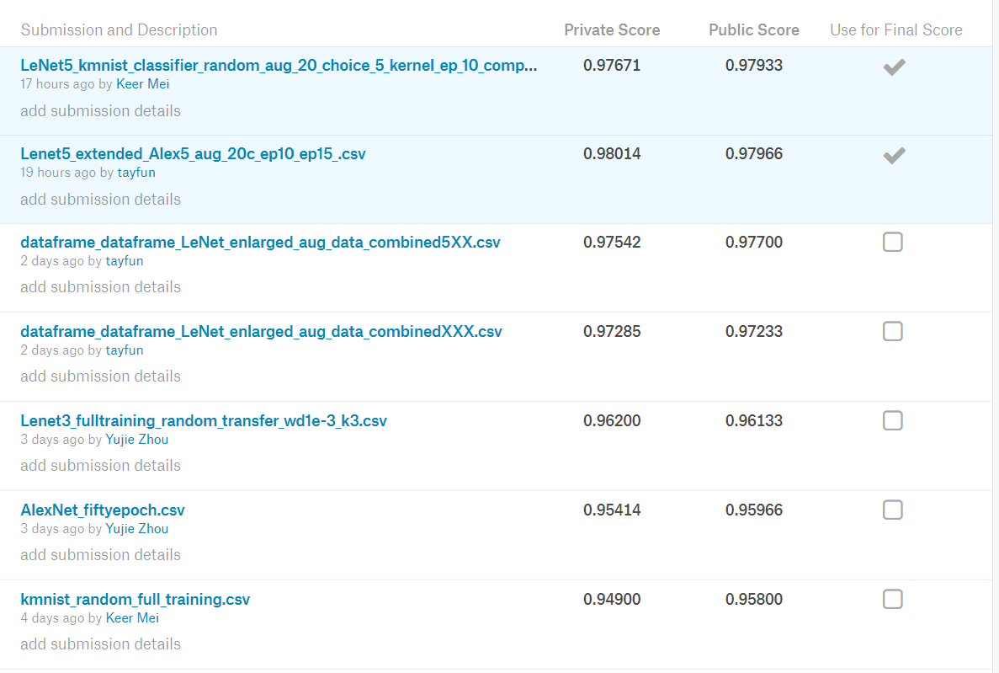 Submission and Description Private Score Public Score Use for Final Score
LeNet5_kmnist_classifier_random_aug_20_choice_5_kernel_ep_10_comp... 0.97671 0.97933
17 hours ago by Keer Mei
add submission details
Lenet5_extended_Alex5_aug_20c_ep10_ep15_.csv 0.98014 0.97966
19 hours ago by tayfun
add submission details
dataframe_dataframe_LeNet_enlarged_aug_data_combined5XX.csv 0.97542 0.97700
2 days ago by tayfun
add submission details
dataframe_dataframe_LeNet_enlarged_aug_data_combinedXXX.csv 0.97285 0.97233
2 days ago by tayfun
add submission details
Lenet3_fulltraining_random_transfer_wd1e-3_k3.csv 0.96200 0.96133
3 days ago by Yujie Zhou
add submission details
AlexNet_fiftyepoch.csv 0.95414 0.95966
3 days ago by Yujie Zhou
add submission details
kmnist_random_full_training.csv 0.94900 0.95800
4 days ago by Keer Mei
add submission details